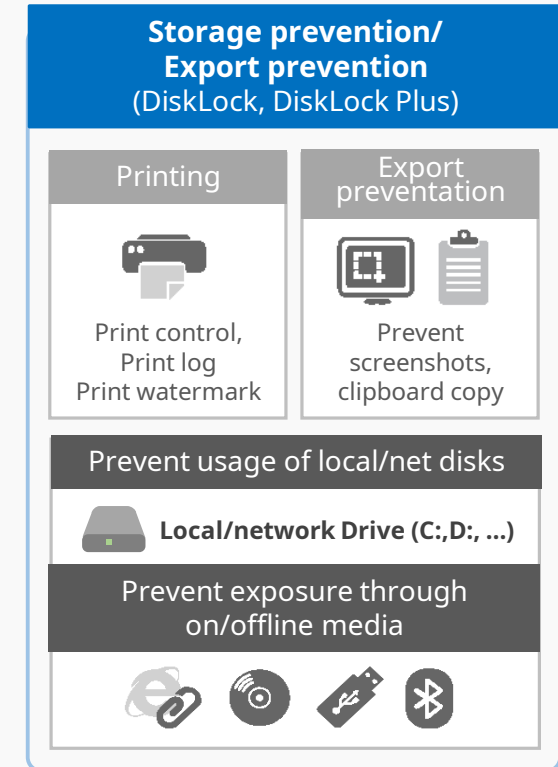 Storage prevention/
Export prevention
(DiskLock, DiskLock Plus)
Printing
Print control,
Print log
Print watermark
Export
preventation
Prevent
screenshots,
clipboard copy
Prevent usage of local/net disks
Local/network Drive (C:,D:, ...)
Prevent exposure through
on/offline media